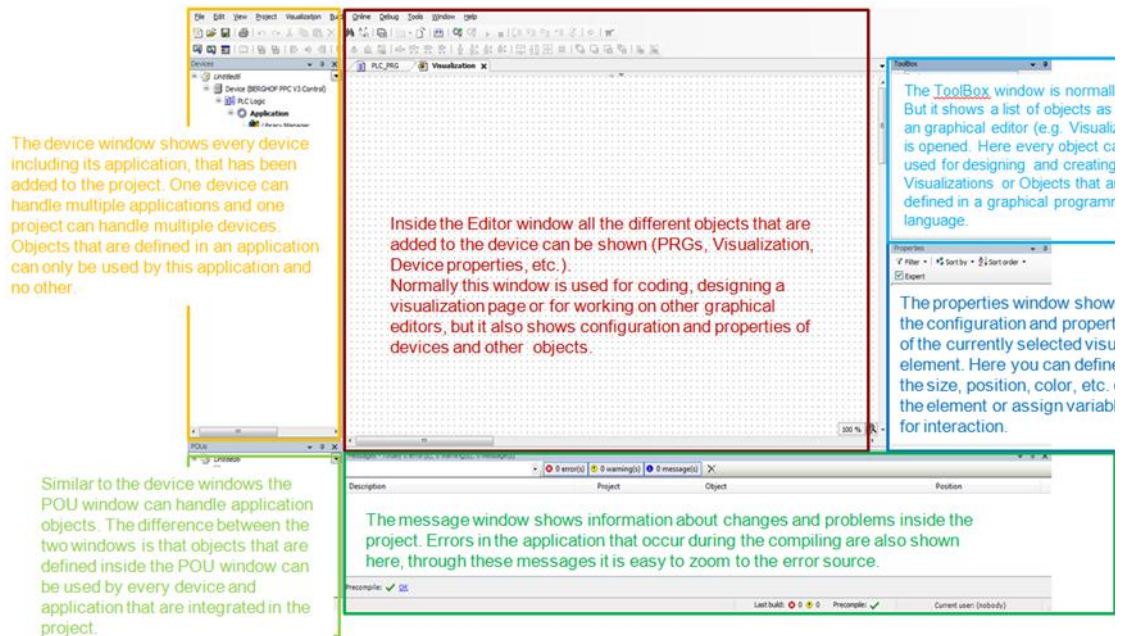 File Edit View Project Visualization Build Online Debug Tools Window Help
Devices
Device (BERGHOF PPC V3 Control)
PLC Logic
Application
Library Manager
PLC_PRG
Visualization
ToolBox
The device window shows every device
including its application, that has been
added to the project. One device can
handle multiple applications and one
project can handle multiple devices.
Objects that are defined in an application
can only be used by this application and
no other.
Inside the Editor window all the different objects that are
added to the device can be shown (PRGs, Visualization,
Device properties, etc.).
Normally this window is used for coding, designing a
visualization page or for working on other graphical
editors, but it also shows configuration and properties of
devices and other objects.
100 %
The ToolBox window is normall
But it shows a list of objects as
an graphical editor (e.g. Visualiz
is opened. Here every object ca
used for designing and creating
Visualizations or Objects that ar
defined in a graphical programm
language.
Properties
Filter Sort by Sort order
Expert
The properties window show
the configuration and propert
of the currently selected visu
element. Here you can define
the size, position, color, etc.
the element or assign variabl
for interaction.
POUs
Similar to the device windows the
POU window can handle application
objects. The difference between the
two windows is that objects that are
defined inside the POU window can
be used by every device and
application that are integrated in the
project.
0 error(s) 0 warning(s) 0 message(s)
Description Project Object Position
The message window shows information about changes and problems inside the
project. Errors in the application that occur during the compiling are also shown
here, through these messages it is easy to zoom to the error source.
Precompile: OK
Last build: 0 0 Precompile: Current user: (nobody)